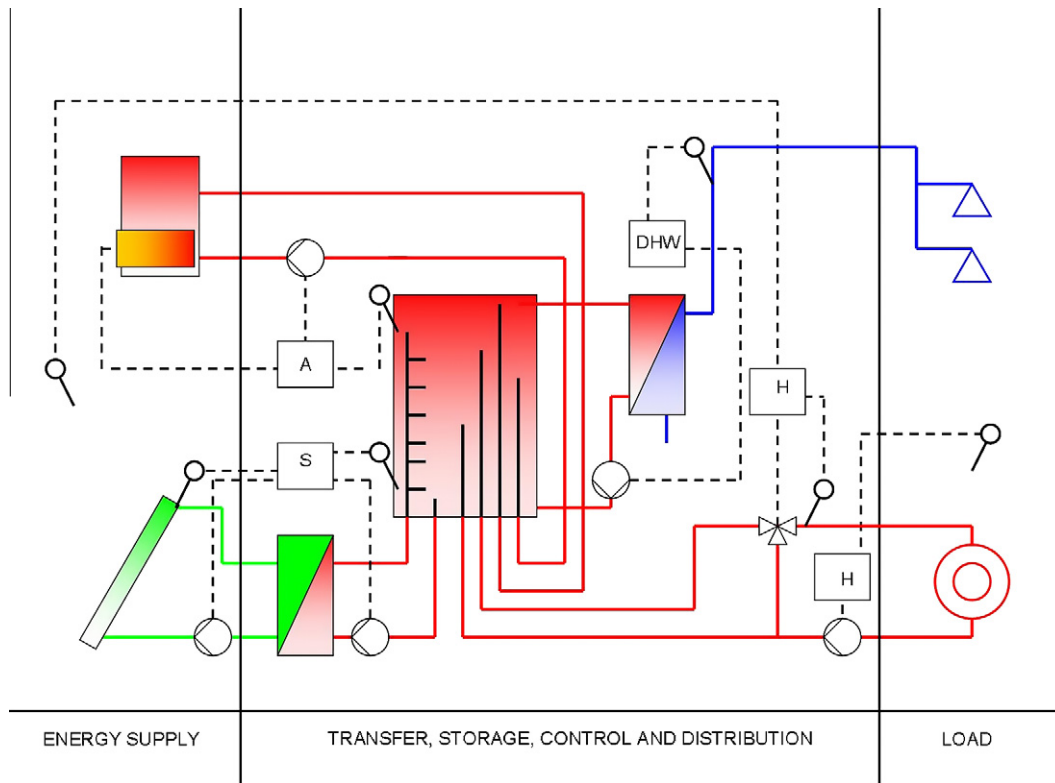 DHW
A
H
S
H
ENERGY SUPPLY
TRANSFER, STORAGE, CONTROL AND DISTRIBUTION
LOAD